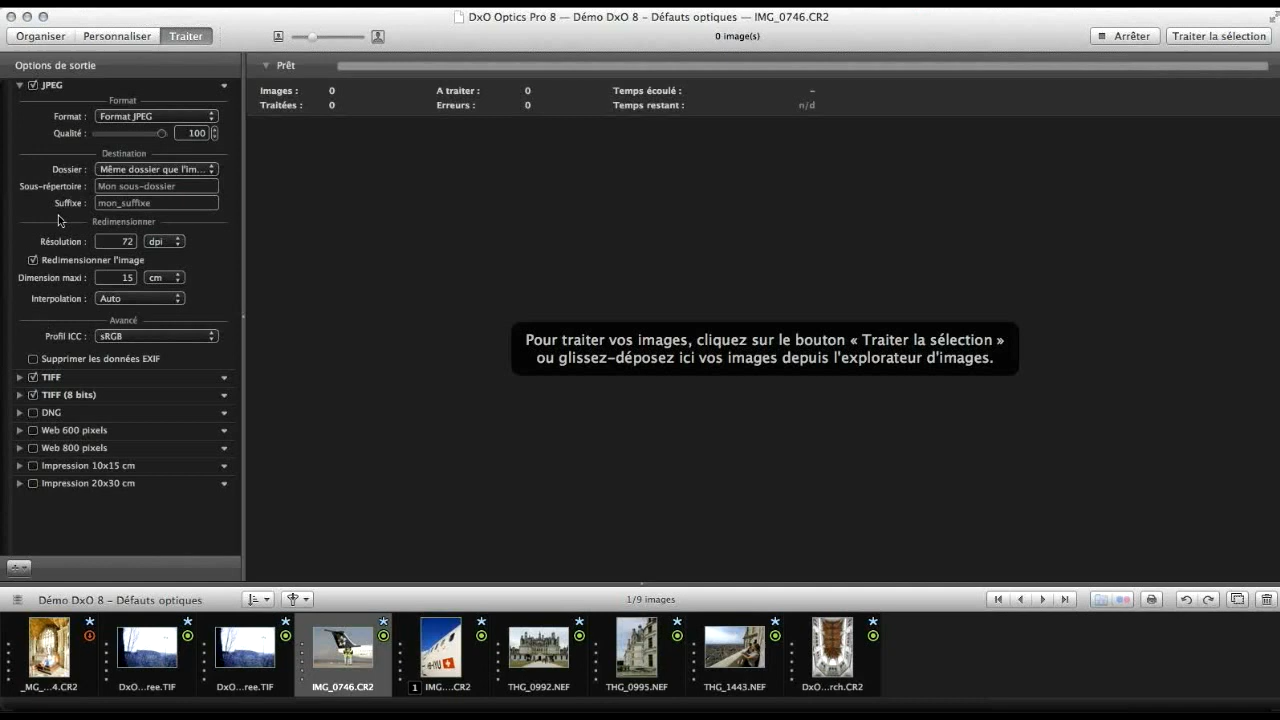 DxO Optics Pro 8 — Démo DxO 8 – Défauts optiques — IMG_0746.CR2
Organiser Personnaliser Traiter
0 image(s)
Arrêter Traiter la sélection
Options de sortie
Prêt
JPEG
Images : 0 A traiter : 0 Temps écoulé : –
Traitées : 0 Erreurs : 0 Temps restant : n/d
Format
Format : Format JPEG
Qualité : 100
Destination
Dossier : Même dossier que l'im...
Sous-répertoire : Mon sous-dossier
Suffixe : mon_suffixe
Redimensionner
Résolution : 72 dpi
Redimensionner l'image
Dimension maxi : 15 cm
Interpolation : Auto
Avancé
Profil ICC : sRGB
Supprimer les données EXIF
TIFF
TIFF (8 bits)
DNG
Web 600 pixels
Web 800 pixels
Impression 10x15 cm
Impression 20x30 cm
Pour traiter vos images, cliquez sur le bouton « Traiter la sélection »
ou glissez-déposez ici vos images depuis l'explorateur d'images.
Démo DxO 8 – Défauts optiques
1/9 images
_MG_...4.CR2 DxO...ree.TIF DxO...ree.TIF IMG_0746.CR2 1 IMG....CR2 THG_0992.NEF THG_0995.NEF THG_1443.NEF DxO...rch.CR2